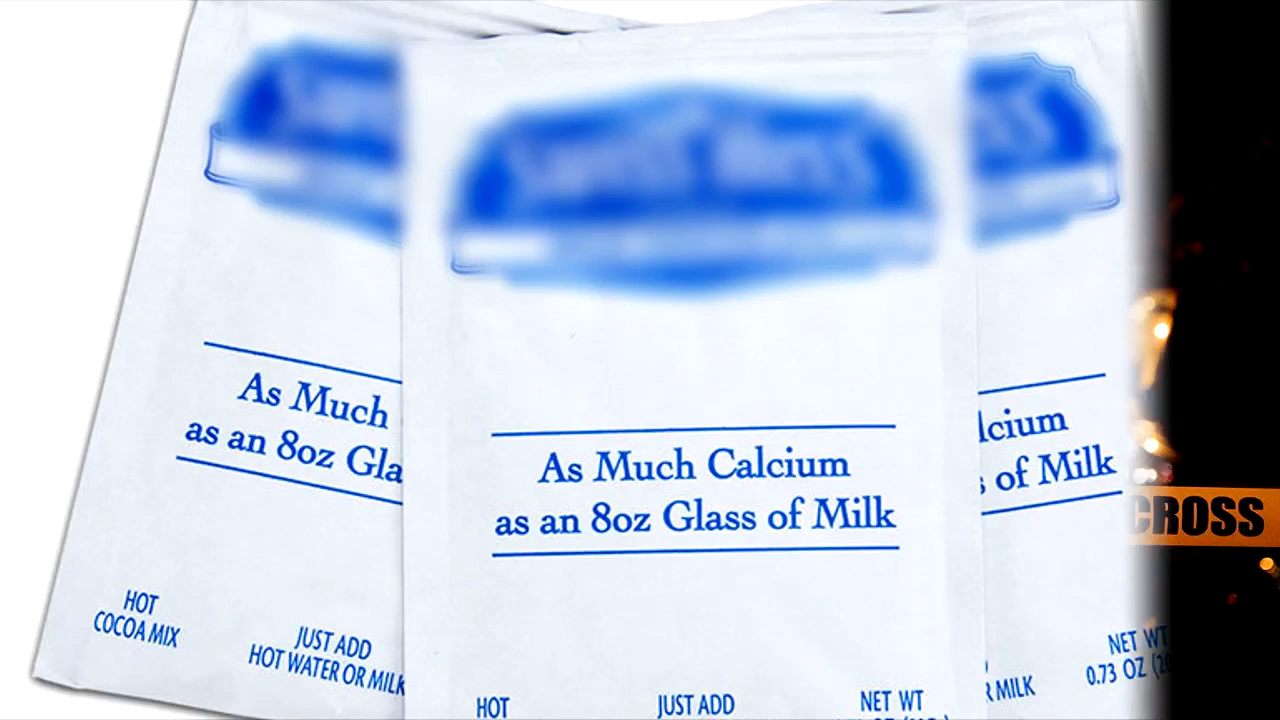 As Much
as an 8oz Gla
HOT
COCOA MIX
JUST ADD
HOT WATER OR MILK
As Much Calcium
as an 8oz Glass of Milk
HOT
JUST ADD
NET WT
lcium
s of Milk
R MILK
NET WT
0.73 OZ (20
CROSS